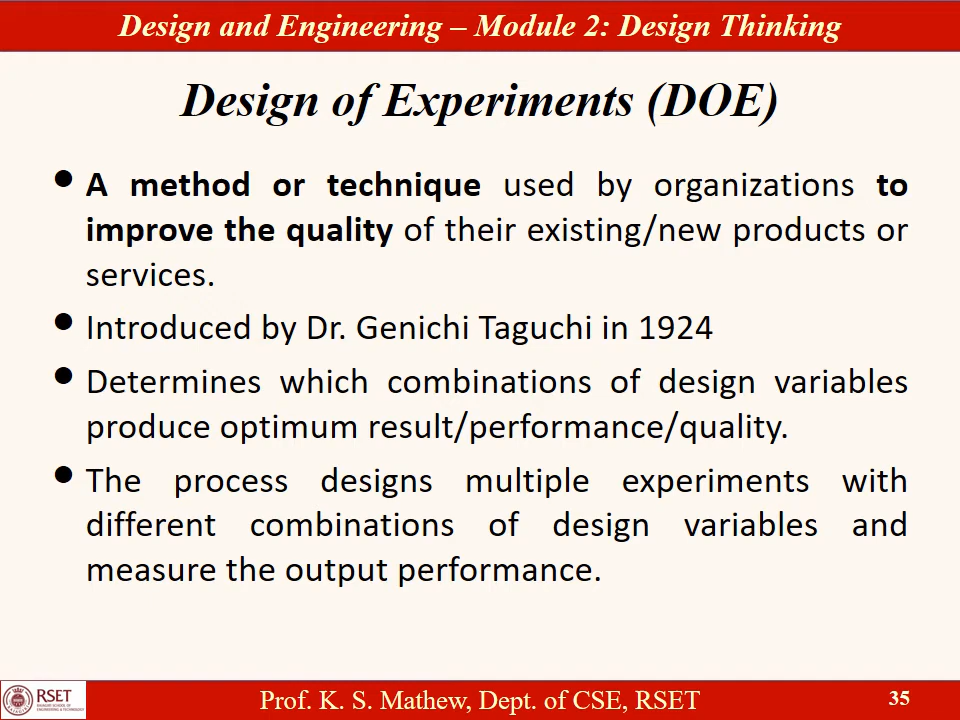 Design and Engineering – Module 2: Design Thinking
Design of Experiments (DOE)
● A method or technique used by organizations to
improve the quality of their existing/new products or
services.
● Introduced by Dr. Genichi Taguchi in 1924
● Determines which combinations of design variables
produce optimum result/performance/quality.
● The process designs multiple experiments with
different combinations of design variables and
measure the output performance.
RSET
Prof. K. S. Mathew, Dept. of CSE, RSET
35